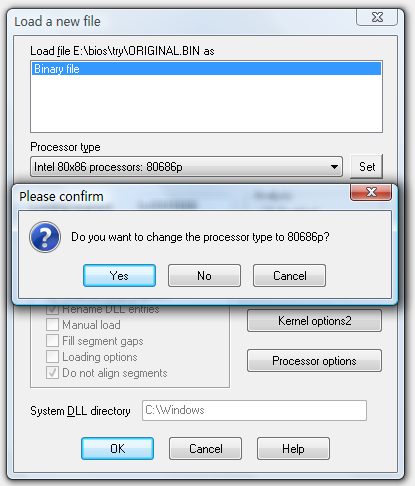 Load a new file
Load file E:\bios\try\ORIGINAL.BIN as
Binary file
Processor type
Intel 80x86 processors: 80686p
Set
Please confirm
Do you want to change the processor type to 80686p?
Yes
No
Cancel
Rename DLL entries
Manual load
Fill segment gaps
Loading options
Do not align segments
Kernel options2
Processor options
System DLL directory
C:\Windows
OK
Cancel
Help